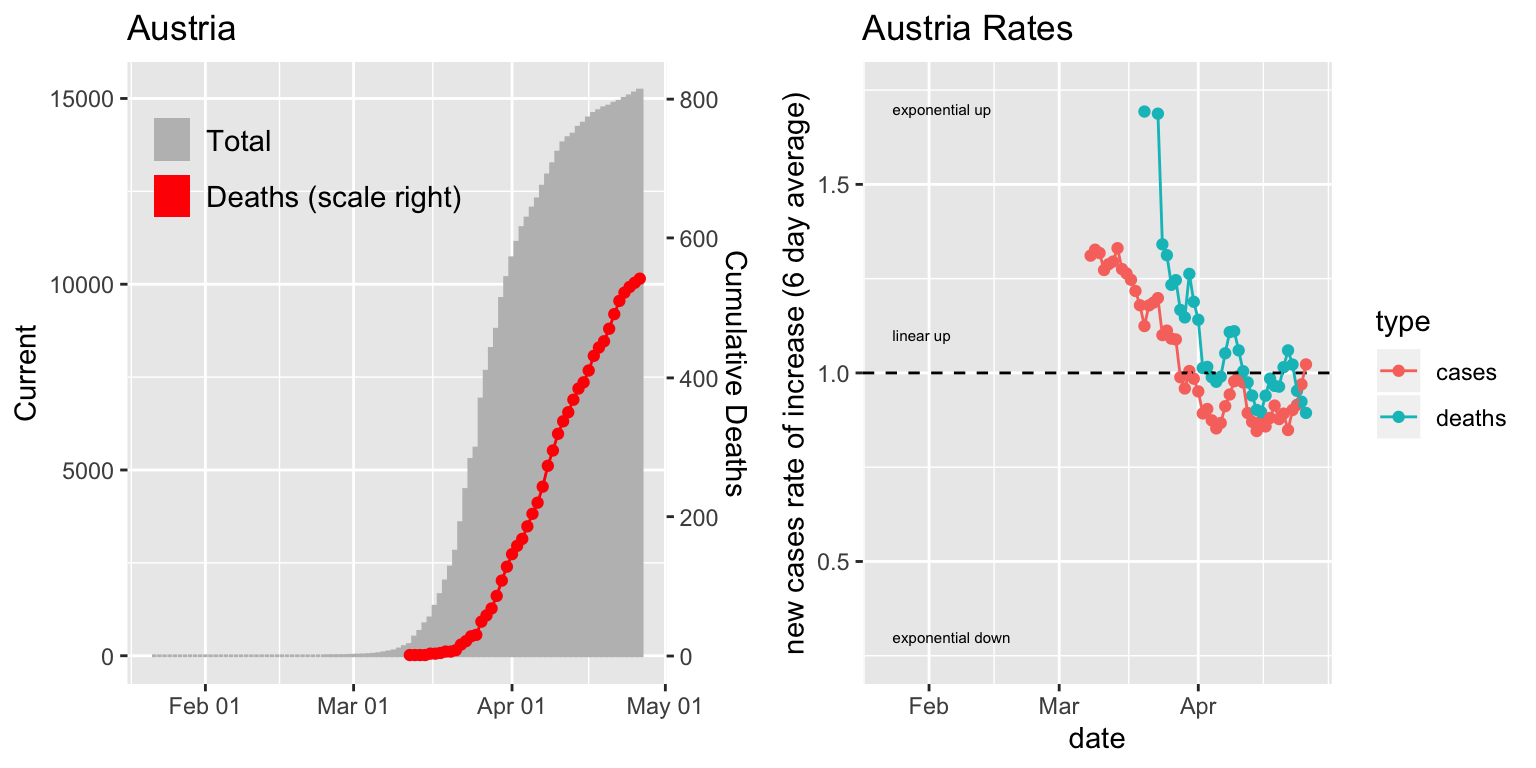 Austria
Current
15000
10000
5000
0
Total
Deaths (scale right)
800
600
400
200
0
Cumulative Deaths
Feb 01
Mar 01
Apr 01
May 01
Austria Rates
new cases rate of increase (6 day average)
1.5
1.0
0.5
exponential up
linear up
exponential down
Feb
Mar
Apr
date
type
cases
deaths